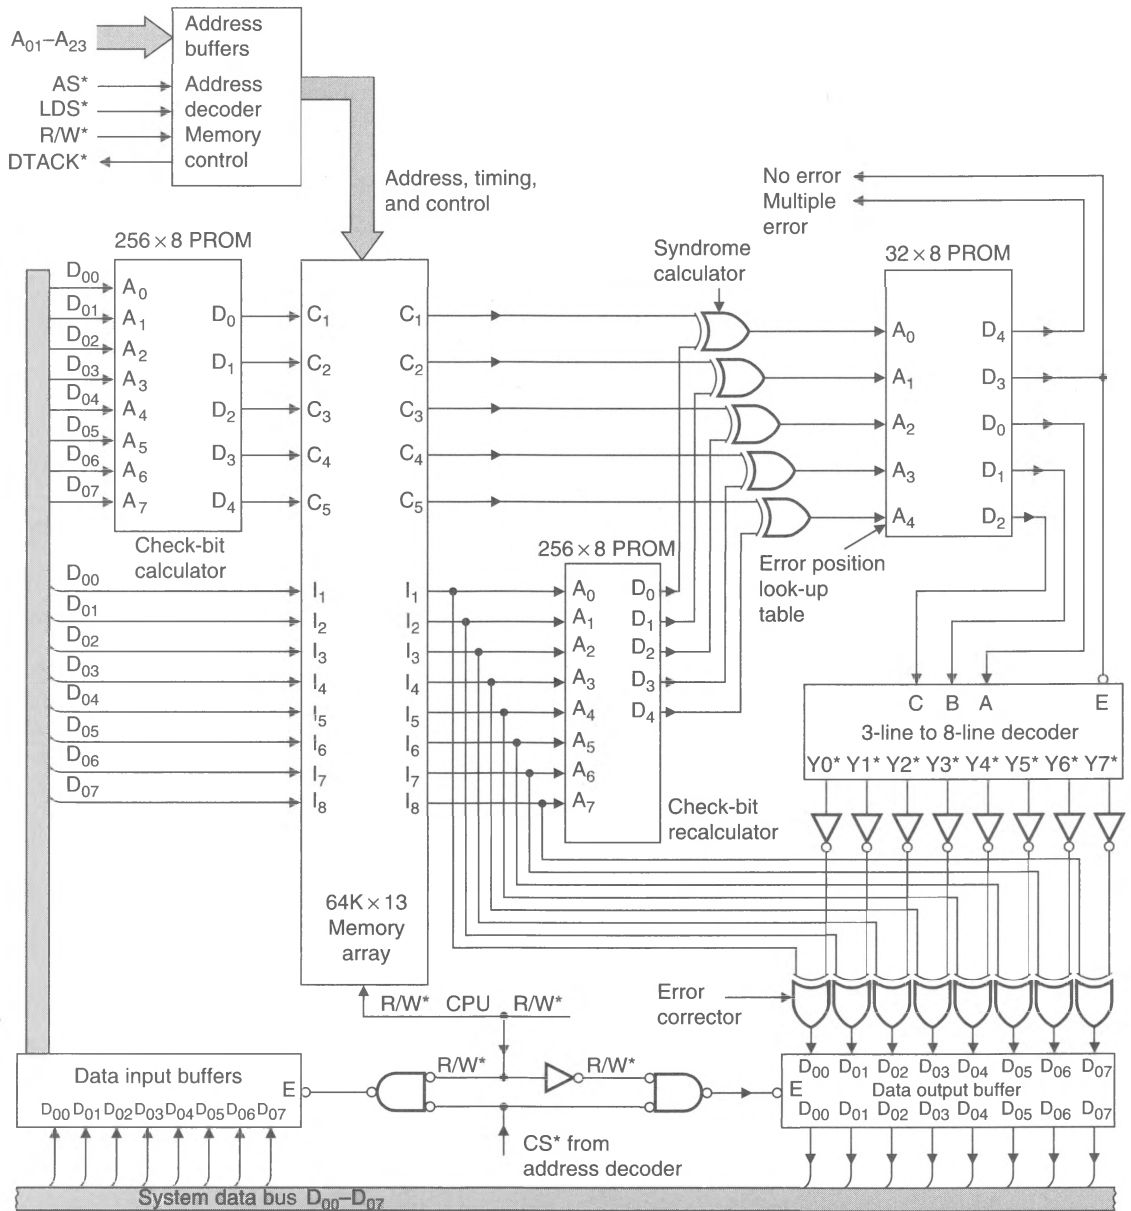 A01–A23
AS*
LDS*
R/W*
DTACK*
Address
buffers
Address
decoder
Memory
control
Address, timing,
and control
No error
Multiple
error
Syndrome
calculator
256 × 8 PROM
D00
D01
D02
D03
D04
D05
D06
D07
A0
A1
A2
A3
A4
A5
A6
A7
D0
D1
D2
D3
D4
Check-bit
calculator
C1
C2
C3
C4
C5
C1
C2
C3
C4
C5
32 × 8 PROM
A0
A1
A2
A3
A4
D4
D3
D0
D1
D2
Error position
look-up
table
D00
D01
D02
D03
D04
D05
D06
D07
I1
I2
I3
I4
I5
I6
I7
I8
I1
I2
I3
I4
I5
I6
I7
I8
64K × 13
Memory
array
256 × 8 PROM
A0
A1
A2
A3
A4
A5
A6
A7
D0
D1
D2
D3
D4
Check-bit
recalculator
C B A E
3-line to 8-line decoder
Y0* Y1* Y2* Y3* Y4* Y5* Y6* Y7*
Error
corrector
R/W* CPU R/W*
R/W* R/W*
CS* from
address decoder
Data input buffers
E
D00 D01 D02 D03 D04 D05 D06 D07
D00 D01 D02 D03 D04 D05 D06 D07
E
Data output buffer
D00 D01 D02 D03 D04 D05 D06 D07
System data bus D00–D07